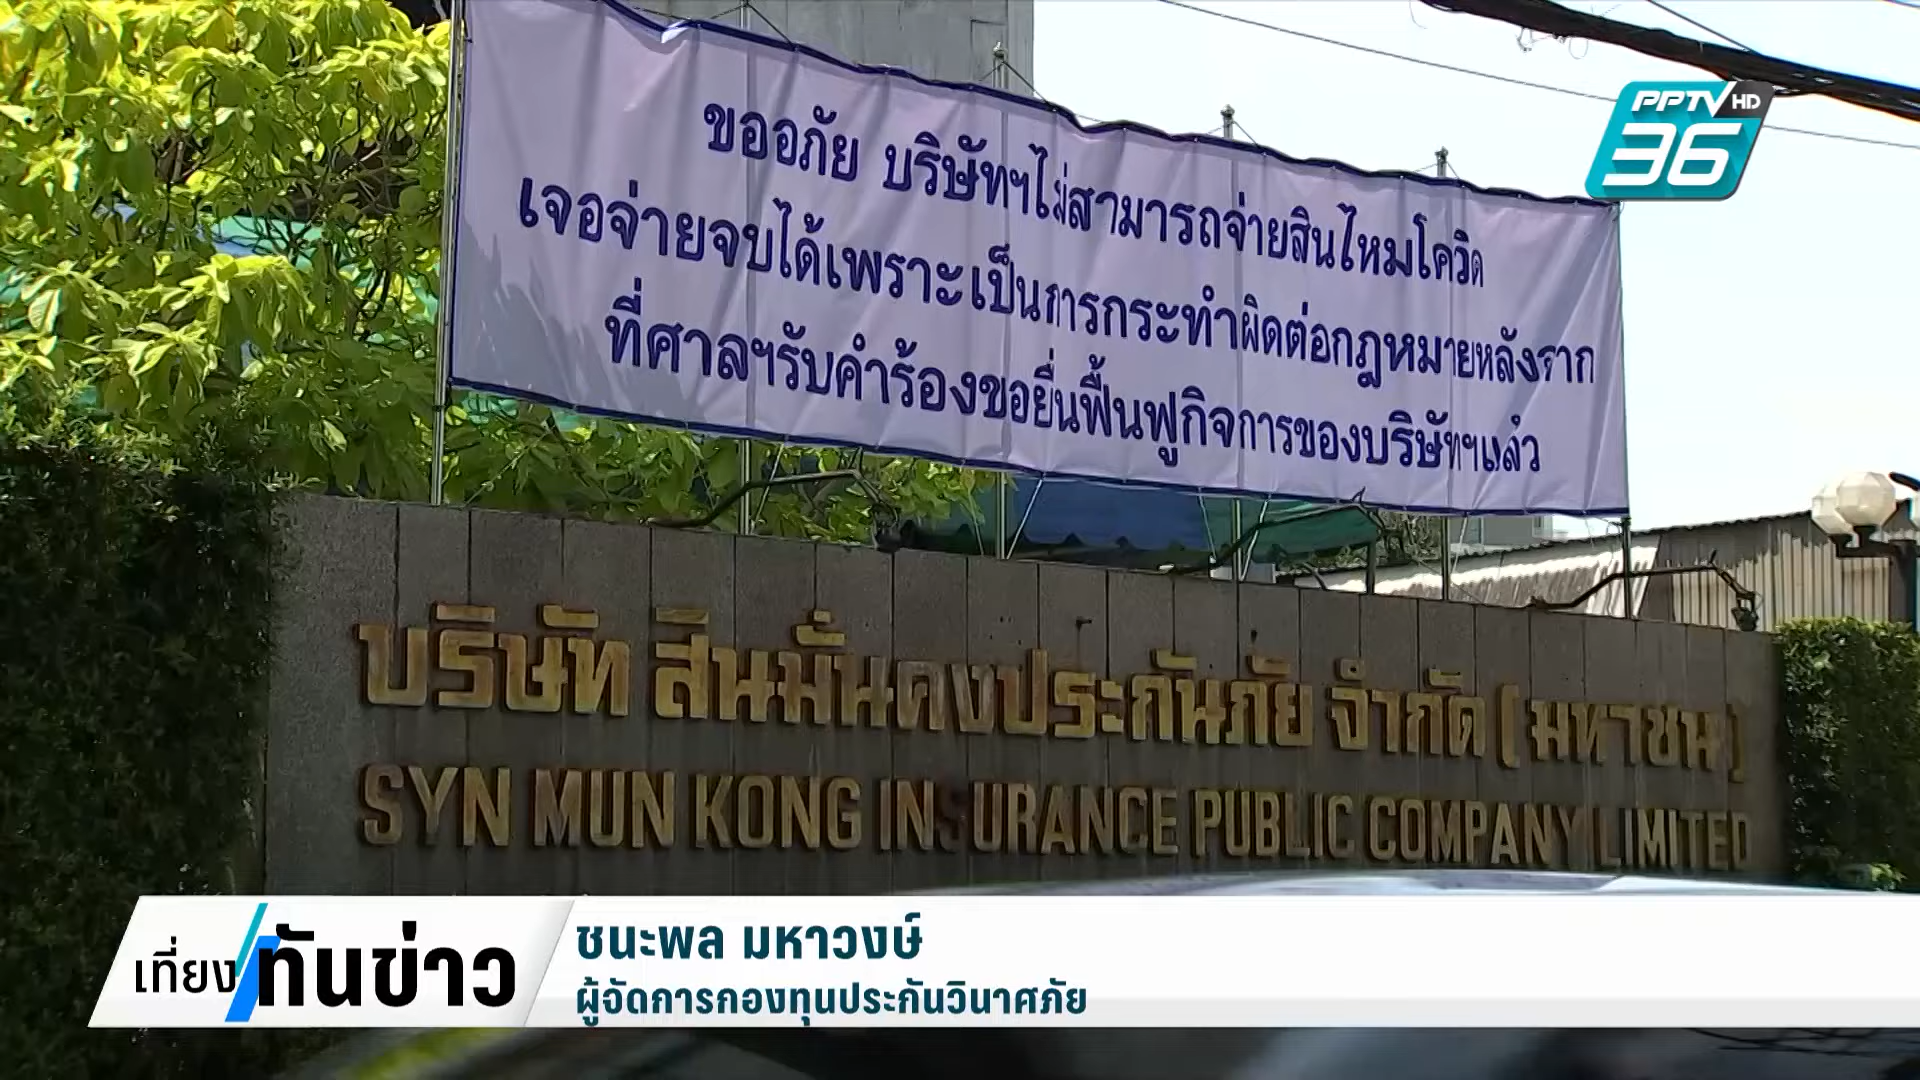 PPTV HD
36
ขออภัย บริษัทฯไม่สามารถจ่ายสินไหมโควิด
เจอจ่ายจบได้เพราะเป็นการกระทำผิดต่อกฎหมายหลังจาก
ที่ศาลฯรับคำร้องขอยื่นฟื้นฟูกิจการของบริษัทฯแล้ว
บริษัท สินมั่นคงประกันภัย จำกัด (มหาชน)
SYN MUN KONG INSURANCE PUBLIC COMPANY LIMITED
เที่ยงทันข่าว
ชนะพล มหาวงษ์
ผู้จัดการกองทุนประกันวินาศภัย